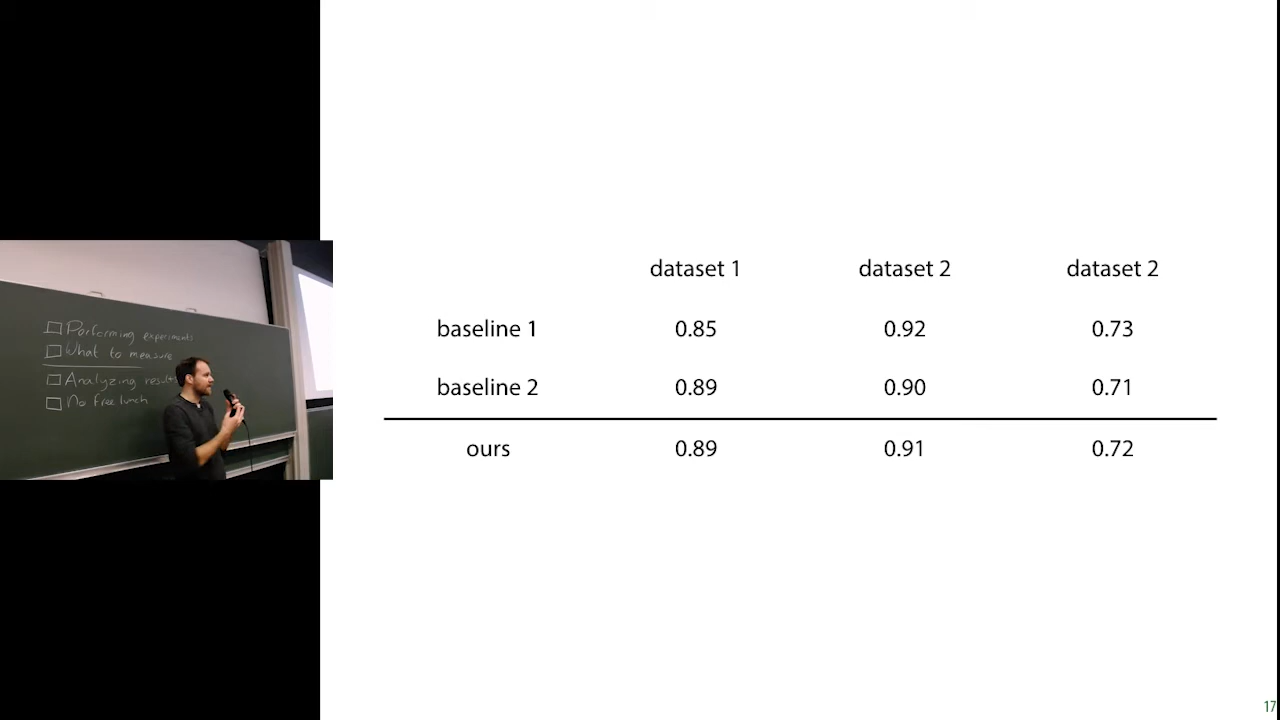 Performing experiments
What to measure
Analyzing results
No free lunch
dataset 1 dataset 2 dataset 2
baseline 1 0.85 0.92 0.73
baseline 2 0.89 0.90 0.71
ours 0.89 0.91 0.72
17